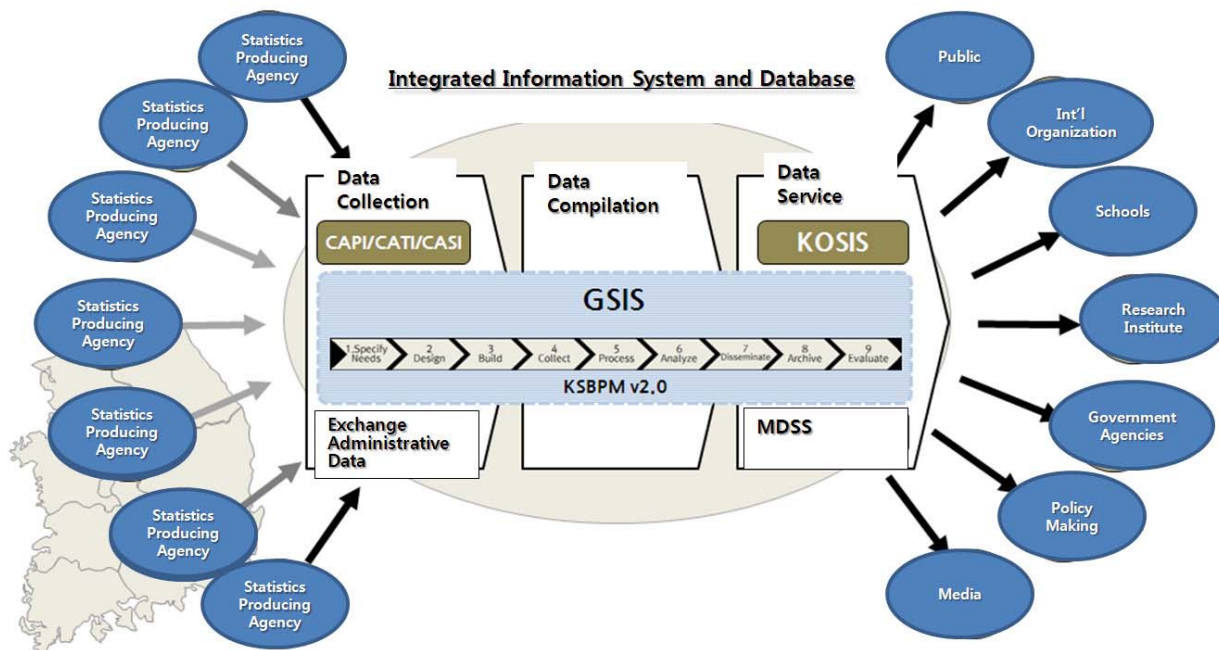 Integrated Information System and Database
Statistics
Producing
Agency
Statistics
Producing
Agency
Statistics
Producing
Agency
Statistics
Producing
Agency
Statistics
Producing
Agency
Statistics
Producing
Agency
Statistics
Producing
Agency
Data
Collection
CAPI/CATI/CASI
Data
Compilation
Data
Service
KOSIS
GSIS
1.Specify
Needs
2
Design
3
Build
4
Collect
5
Process
6
Analyze
7
Disseminate
8
Archive
9
Evaluate
KSBPM v2.0
Exchange
Administrative
Data
MDSS
Public
Int'l
Organization
Schools
Research
Institute
Government
Agencies
Policy
Making
Media